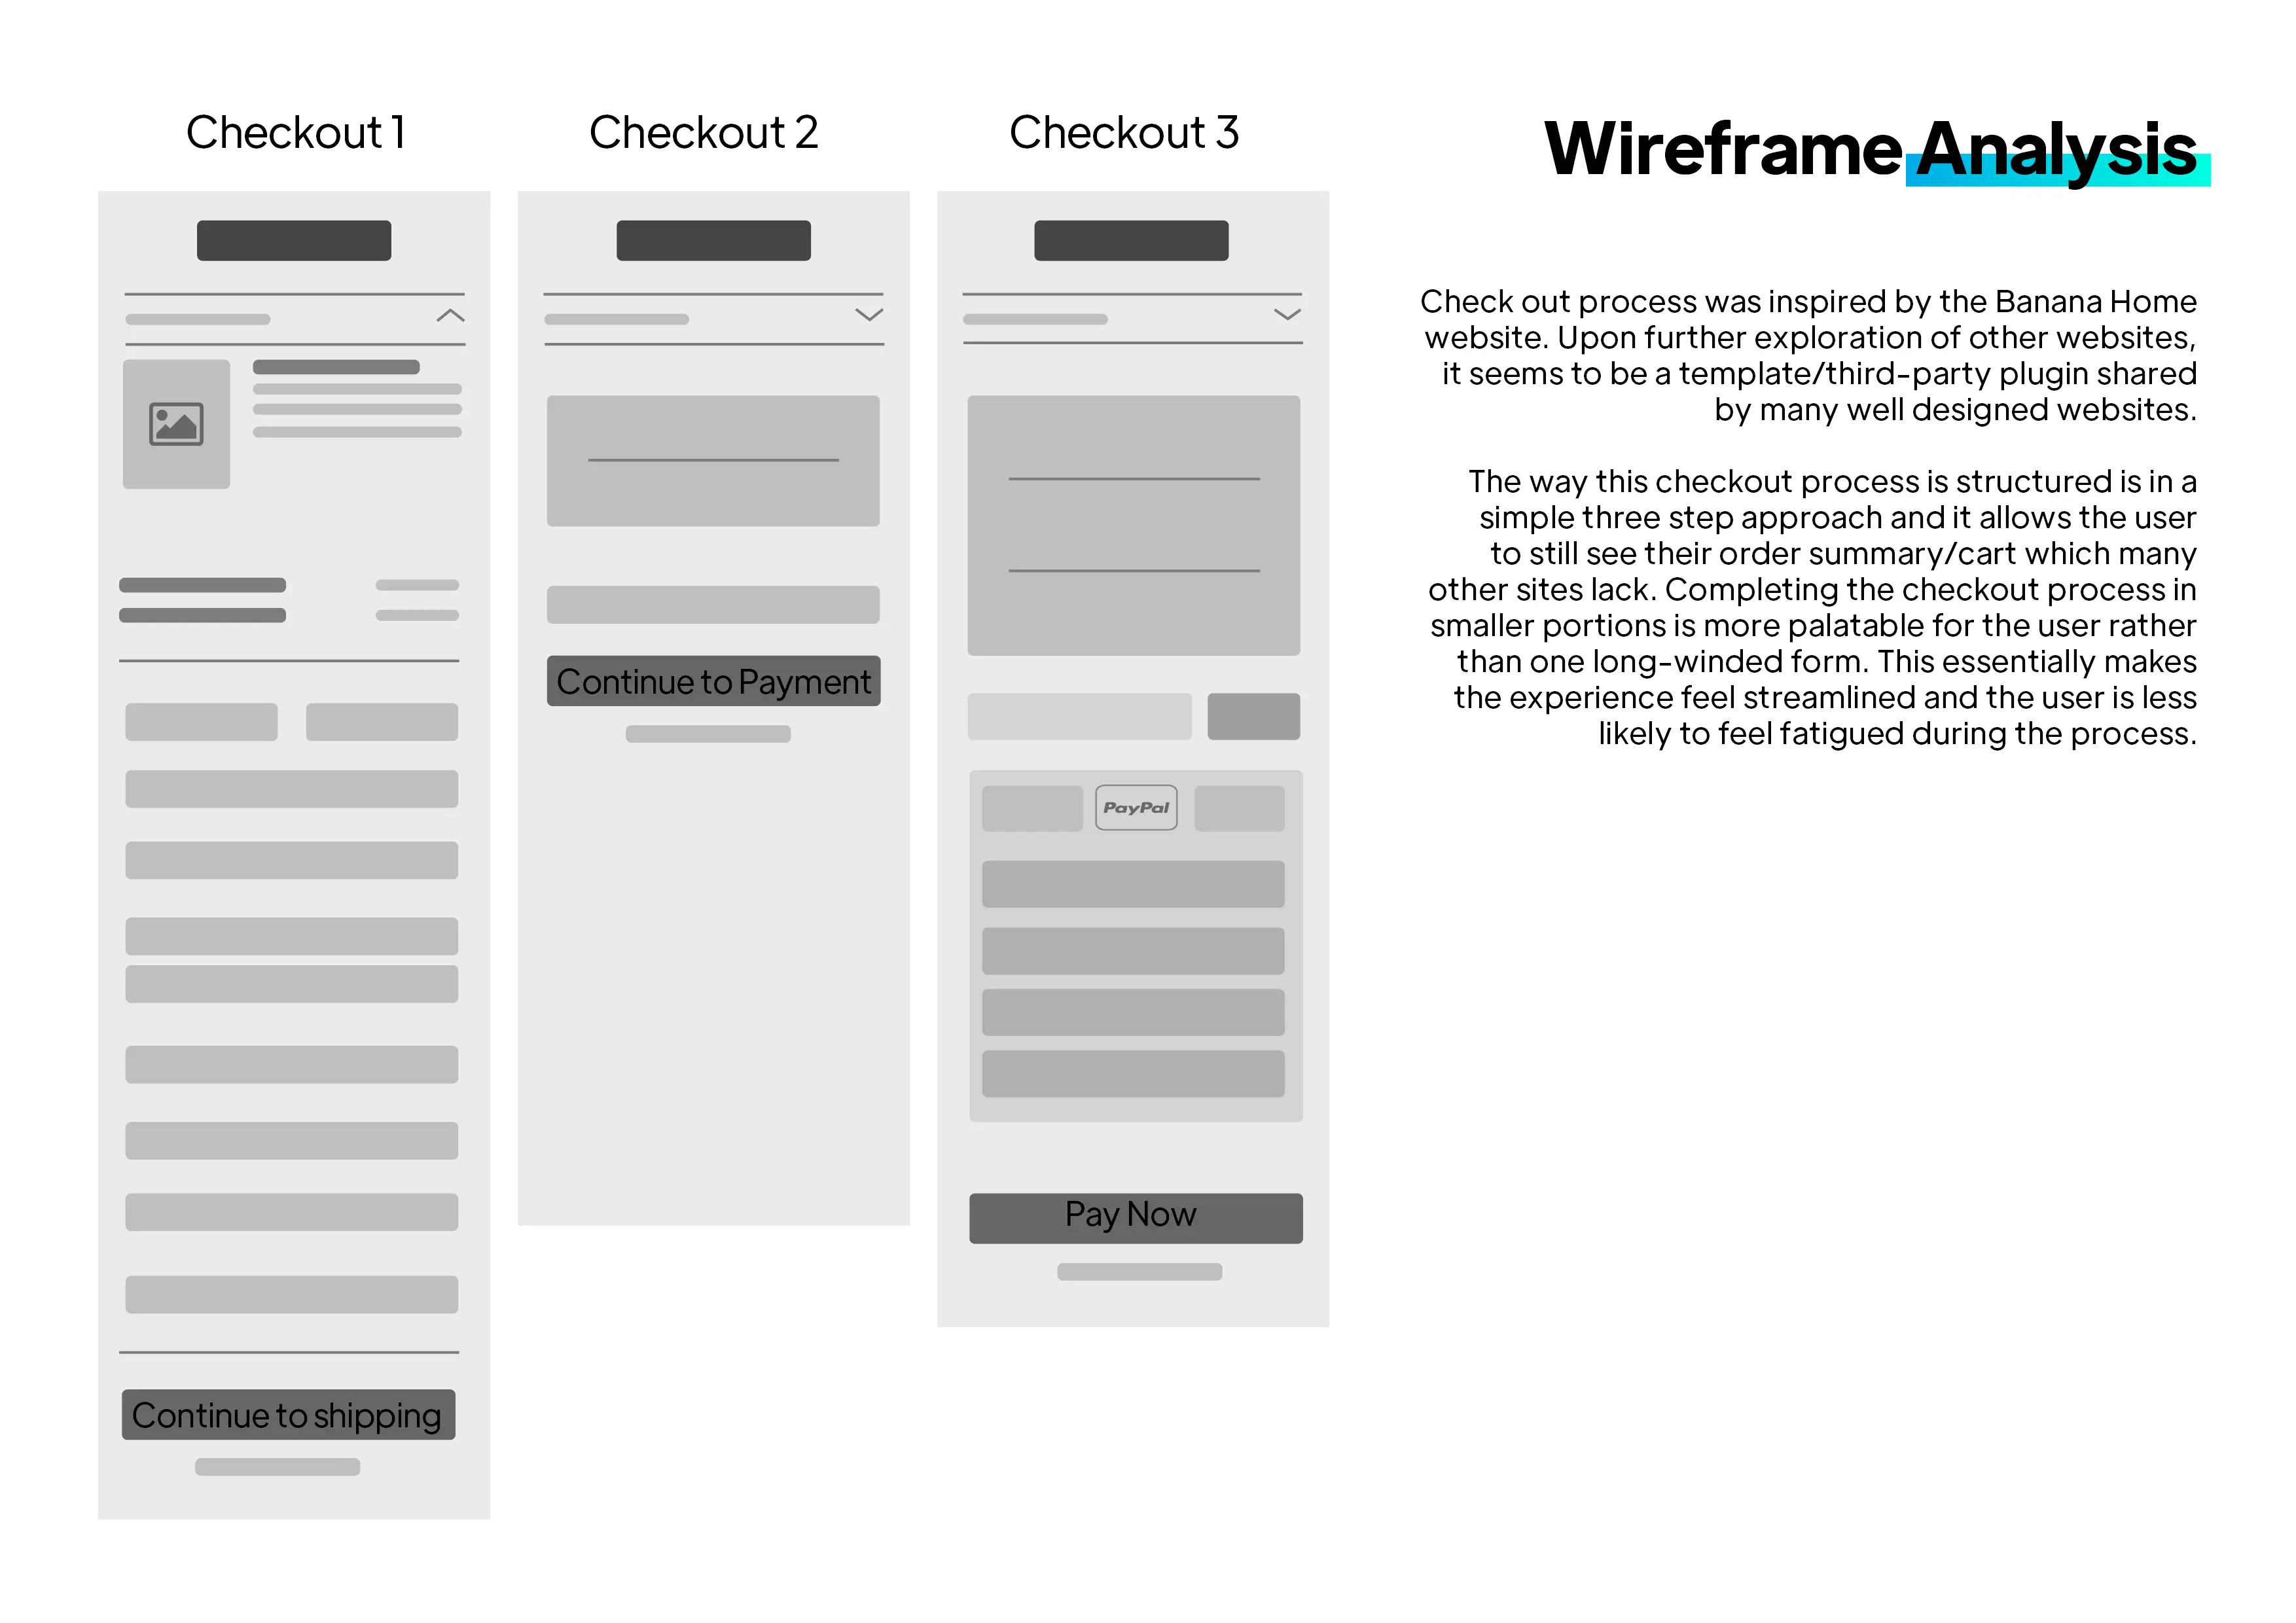 Checkout 1
Checkout 2
Checkout 3
Wireframe Analysis
Continue to shipping
Continue to Payment
PayPal
Pay Now
Check out process was inspired by the Banana Home
website. Upon further exploration of other websites,
it seems to be a template/third-party plugin shared
by many well designed websites.
The way this checkout process is structured is in a
simple three step approach and it allows the user
to still see their order summary/cart which many
other sites lack. Completing the checkout process in
smaller portions is more palatable for the user rather
than one long-winded form. This essentially makes
the experience feel streamlined and the user is less
likely to feel fatigued during the process.